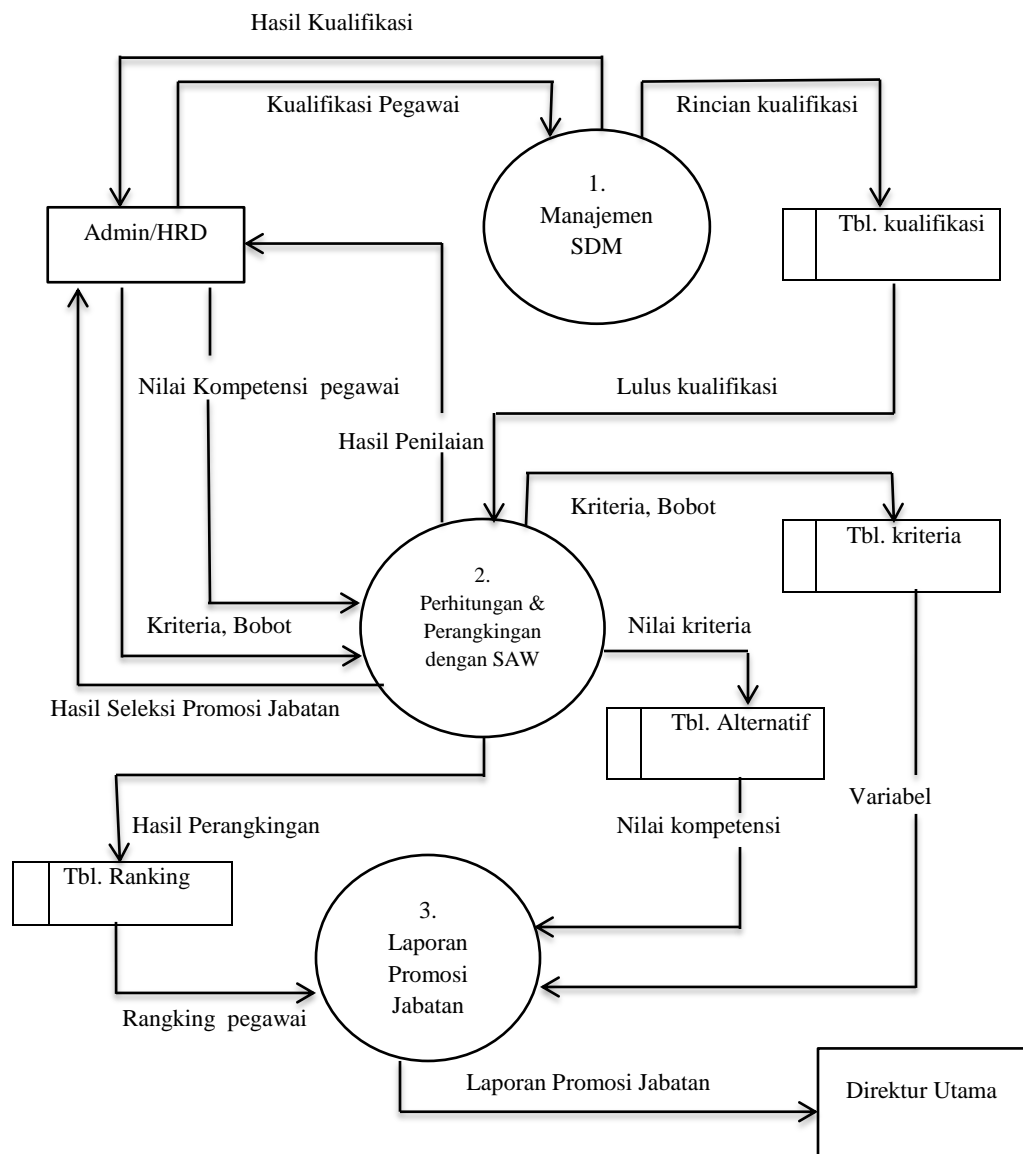 Hasil Kualifikasi
Kualifikasi Pegawai
Rincian kualifikasi
1.
Manajemen
SDM
Admin/HRD
Tbl. kualifikasi
Nilai Kompetensi pegawai
Lulus kualifikasi
Hasil Penilaian
Kriteria, Bobot
Tbl. kriteria
2.
Perhitungan &
Perangkingan
dengan SAW
Kriteria, Bobot
Nilai kriteria
Hasil Seleksi Promosi Jabatan
Tbl. Alternatif
Variabel
Hasil Perangkingan
Nilai kompetensi
Tbl. Ranking
3.
Laporan
Promosi
Jabatan
Rangking pegawai
Laporan Promosi Jabatan
Direktur Utama